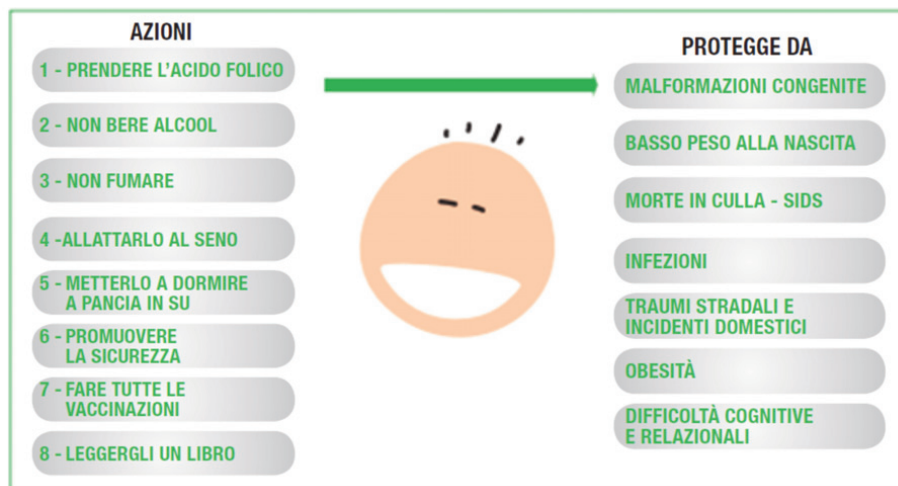 AZIONI
1 - PRENDERE L'ACIDO FOLICO
2 - NON BERE ALCOOL
3 - NON FUMARE
4 -ALLATTARLO AL SENO
5 - METTERLO A DORMIRE
A PANCIA IN SU
6 - PROMUOVERE
LA SICUREZZA
7 - FARE TUTTE LE
VACCINAZIONI
8 - LEGGERGLI UN LIBRO
PROTEGGE DA
MALFORMAZIONI CONGENITE
BASSO PESO ALLA NASCITA
MORTE IN CULLA - SIDS
INFEZIONI
TRAUMI STRADALI E
INCIDENTI DOMESTICI
OBESITÀ
DIFFICOLTÀ COGNITIVE
E RELAZIONALI